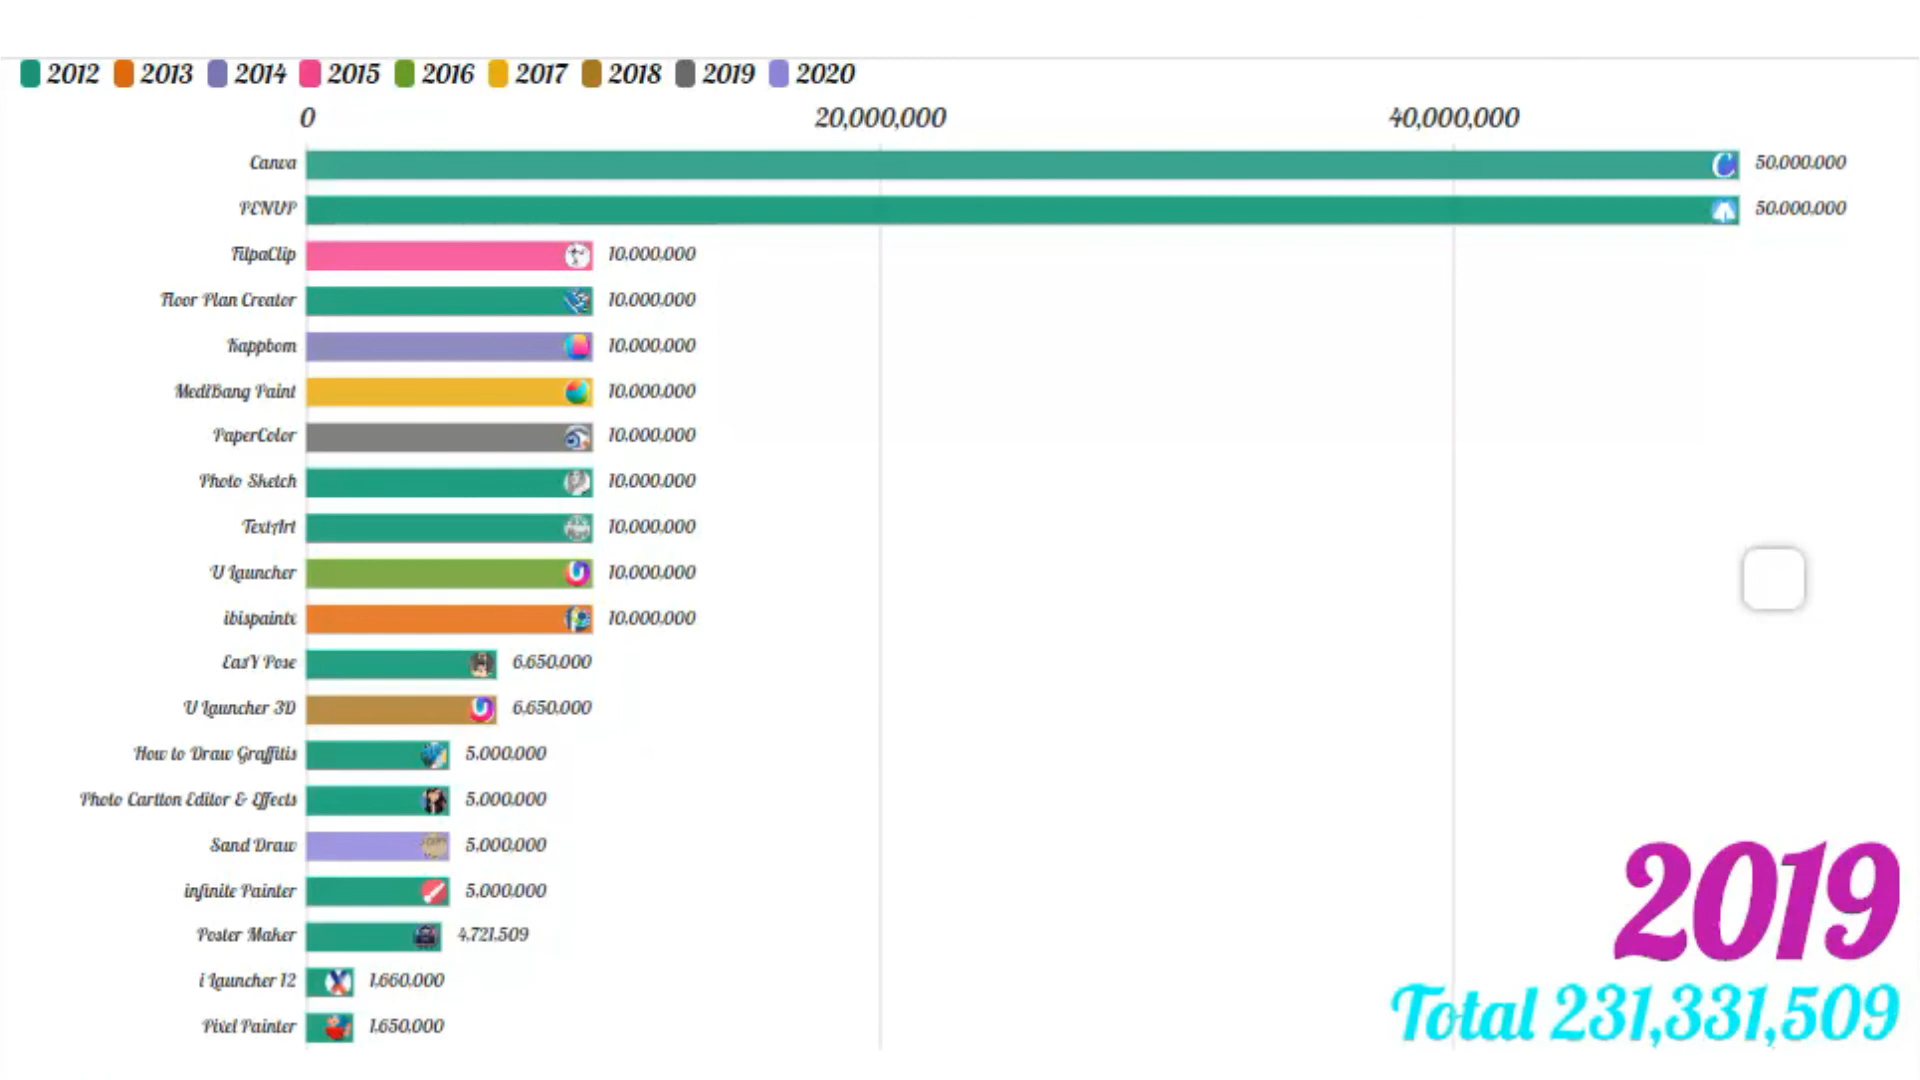 2012 2013 2014 2015 2016 2017 2018 2019 2020
0 20,000,000 40,000,000
Canva 50,000,000
PENUP 50,000,000
FilpaClip 10,000,000
Floor Plan Creator 10,000,000
Kappbom 10,000,000
MediBang Paint 10,000,000
PaperColor 10,000,000
Photo Sketch 10,000,000
TextArt 10,000,000
U Launcher 10,000,000
ibispaintx 10,000,000
EasY Pose 6,650,000
U Launcher 3D 6,650,000
How to Draw Graffitis 5,000,000
Photo Cartton Editor & Effects 5,000,000
Sand Draw 5,000,000
infinite Painter 5,000,000
Poster Maker 4,721,509
i Launcher 12 1,660,000
Pixel Painter 1,650,000
2019
Total 231,331,509